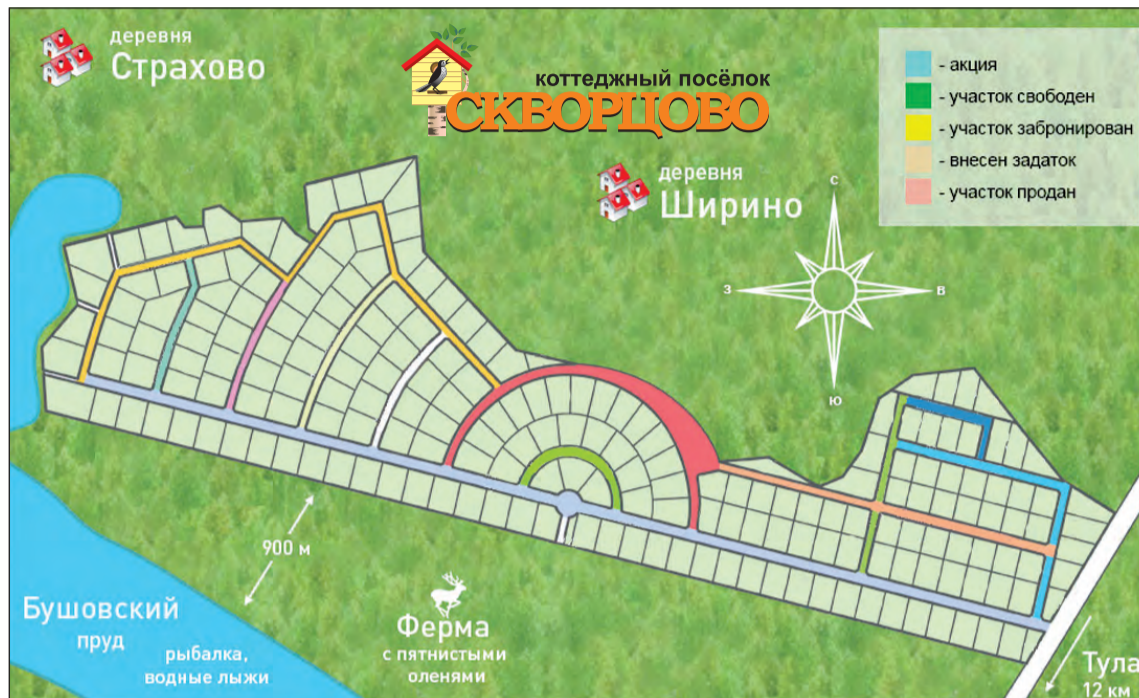 деревня
Страхово
коттеджный посёлок
СКВОРЦОВО
- акция
- участок свободен
- участок забронирован
- внесен задаток
- участок продан
деревня
Ширино
С
З
В
Ю
900 м
Бушовский
пруд
рыбалка,
водные лыжи
Ферма
с пятнистыми
оленями
Тула
12 км